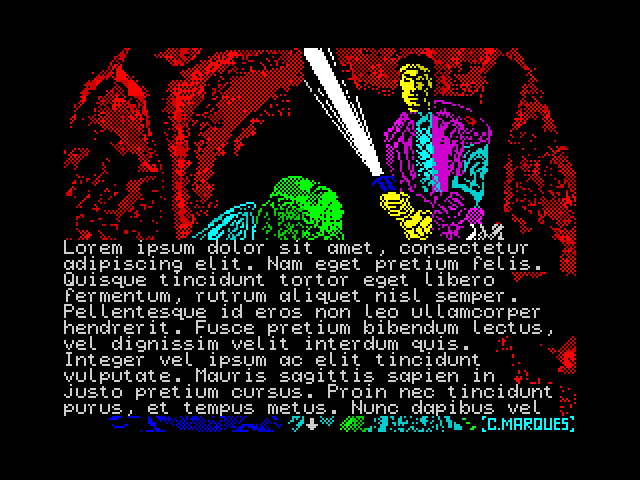 Lorem ipsum dolor sit amet, consectetur
adipiscing elit. Nam eget pretium felis.
Quisque tincidunt tortor eget libero
fermentum, rutrum aliquet nisl semper.
Pellentesque id eros non leo ullamcorper
hendrerit. Fusce pretium bibendum lectus,
vel dignissim velit interdum quis.
Integer vel ipsum ac elit tincidunt
vulputate. Mauris sagittis sapien in
justo pretium cursus. Proin nec tincidunt
purus, et tempus metus. Nunc dapibus vel
C.MARQUES